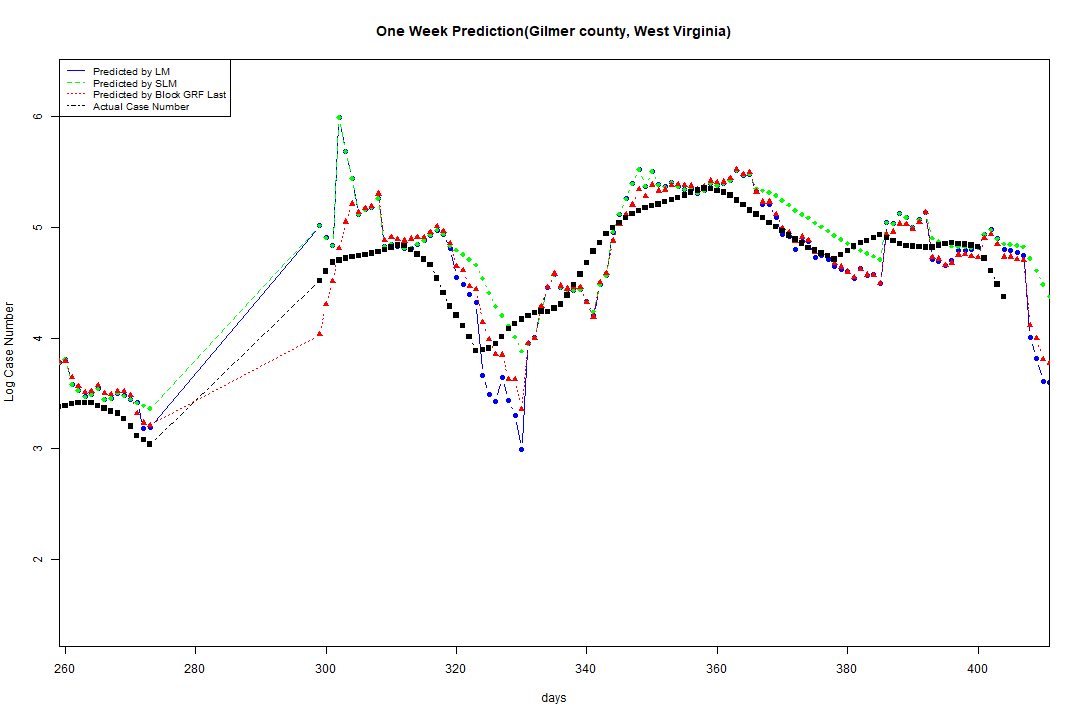 One Week Prediction(Gilmer county, West Virginia)
Predicted by LM
Predicted by SLM
Predicted by Block GRF Last
Actual Case Number
6
5
4
3
2
Log Case Number
260 280 300 320 340 360 380 400
days